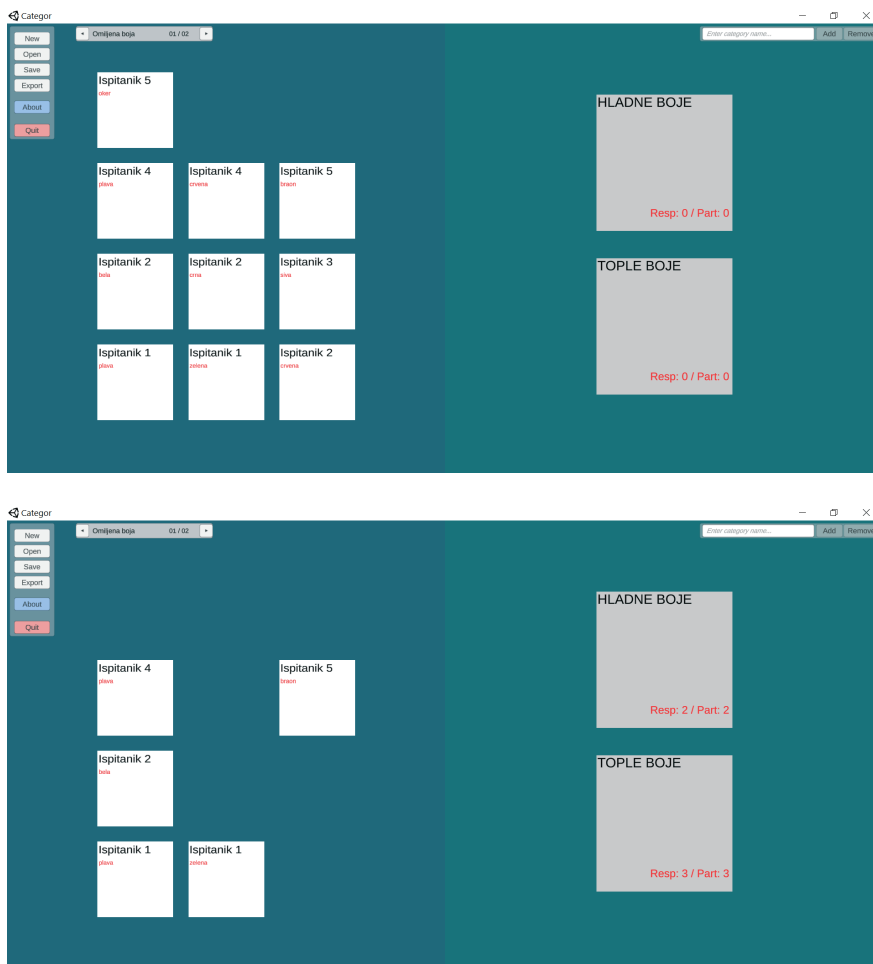 Categor
New
Open
Save
Export
About
Quit
Omiljena boja 01 / 02
Enter category name... Add Remove
Ispitanik 5
oker
Ispitanik 4
plava
Ispitanik 4
crvena
Ispitanik 5
braon
Ispitanik 2
bela
Ispitanik 2
crna
Ispitanik 3
siva
Ispitanik 1
plava
Ispitanik 1
zelena
Ispitanik 2
crvena
HLADNE BOJE
Resp: 0 / Part: 0
TOPLE BOJE
Resp: 0 / Part: 0
Categor
New
Open
Save
Export
About
Quit
Omiljena boja 01 / 02
Enter category name... Add Remove
Ispitanik 4
plava
Ispitanik 5
braon
Ispitanik 2
bela
Ispitanik 1
plava
Ispitanik 1
zelena
HLADNE BOJE
Resp: 2 / Part: 2
TOPLE BOJE
Resp: 3 / Part: 3